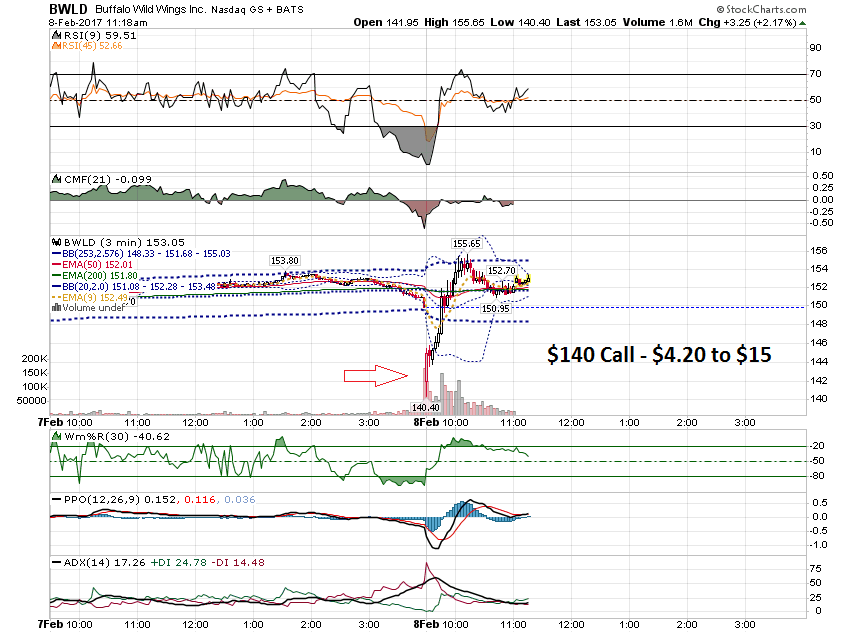 BWLD Buffalo Wild Wings Inc. Nasdaq GS + BATS © StockCharts.com
8-Feb-2017 11:18am Open 141.95 High 155.65 Low 140.40 Last 153.05 Volume 1.6M Chg +3.25 (+2.17%)
RSI(9) 59.51
RSI(45) 52.66
90
70
50
30
10
CMF(21) -0.099
0.50
0.25
0.00
-0.25
-0.50
BWLD (3 min) 153.05
BB(253,2.576) 148.33 - 151.68 - 155.03
EMA(50) 152.01
EMA(200) 151.80
BB(20,2.0) 151.08 - 152.28 - 153.48
EMA(9) 152.49
Volume undef
0
153.80
155.65
152.70
150.95
140.40
156
154
152
150
148
146
144
142
140
200K
150K
100K
50000
$140 Call - $4.20 to $15
7Feb 10:00 11:00 12:00 1:00 2:00 3:00 8Feb 10:00 11:00 12:00 1:00 2:00 3:00
Wm%R(30) -40.62
-20
-50
-80
PPO(12,26,9) 0.152, 0.116, 0.036
0.5
0.0
-0.5
-1.0
ADX(14) 17.26 +DI 24.78 -DI 14.48
75
50
25
0
7Feb 10:00 11:00 12:00 1:00 2:00 3:00 8Feb 10:00 11:00 12:00 1:00 2:00 3:00